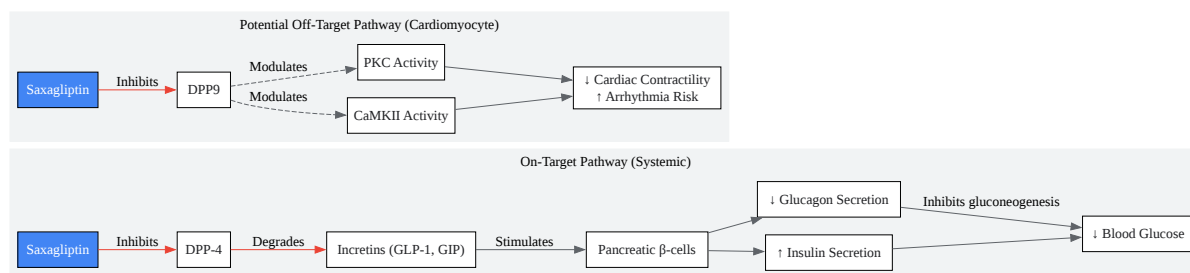 Potential Off-Target Pathway (Cardiomyocyte)
Saxagliptin
Inhibits
DPP9
Modulates
Modulates
PKC Activity
CaMKII Activity
↓ Cardiac Contractility
↑ Arrhythmia Risk
On-Target Pathway (Systemic)
Saxagliptin
Inhibits
DPP-4
Degrades
Incretins (GLP-1, GIP)
Stimulates
Pancreatic β-cells
↓ Glucagon Secretion
↑ Insulin Secretion
Inhibits gluconeogenesis
↓ Blood Glucose